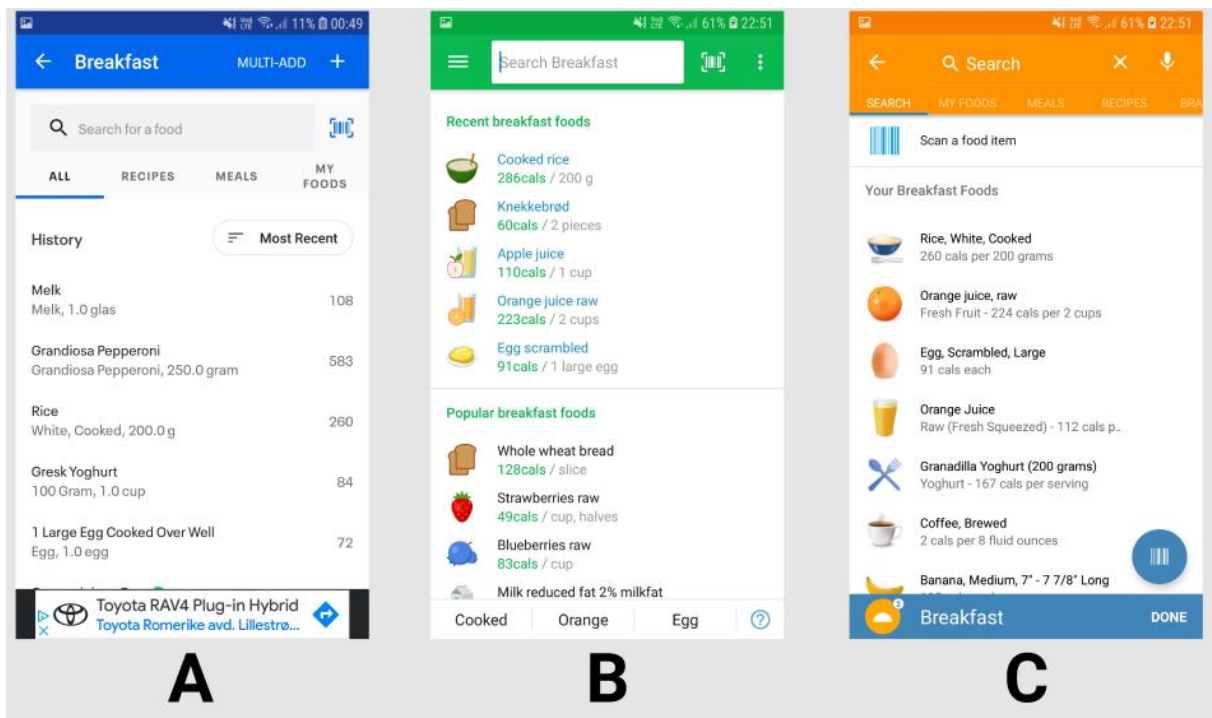 11% 00:49
Breakfast MULTI-ADD +
Search for a food
ALL RECIPES MEALS MY FOODS
History Most Recent
Melk 108
Melk, 1.0 glas
Grandiosa Pepperoni 583
Grandiosa Pepperoni, 250.0 gram
Rice 260
White, Cooked, 200.0 g
Gresk Yoghurt 84
100 Gram, 1.0 cup
1 Large Egg Cooked Over Well 72
Egg, 1.0 egg
Toyota RAV4 Plug-in Hybrid
Toyota Romerike avd. Lillestrø...
A
61% 22:51
Search Breakfast
Recent breakfast foods
Cooked rice
286cals / 200 g
Knekkebrød
60cals / 2 pieces
Apple juice
110cals / 1 cup
Orange juice raw
223cals / 2 cups
Egg scrambled
91cals / 1 large egg
Popular breakfast foods
Whole wheat bread
128cals / slice
Strawberries raw
49cals / cup, halves
Blueberries raw
83cals / cup
Milk reduced fat 2% milkfat
Cooked Orange Egg ?
B
61% 22:51
Search
SEARCH MY FOODS MEALS RECIPES BRA
Scan a food item
Your Breakfast Foods
Rice, White, Cooked
260 cals per 200 grams
Orange juice, raw
Fresh Fruit - 224 cals per 2 cups
Egg, Scrambled, Large
91 cals each
Orange Juice
Raw (Fresh Squeezed) - 112 cals p..
Granadilla Yoghurt (200 grams)
Yoghurt - 167 cals per serving
Coffee, Brewed
2 cals per 8 fluid ounces
Banana, Medium, 7" - 7 7/8" Long
2
Breakfast DONE
C